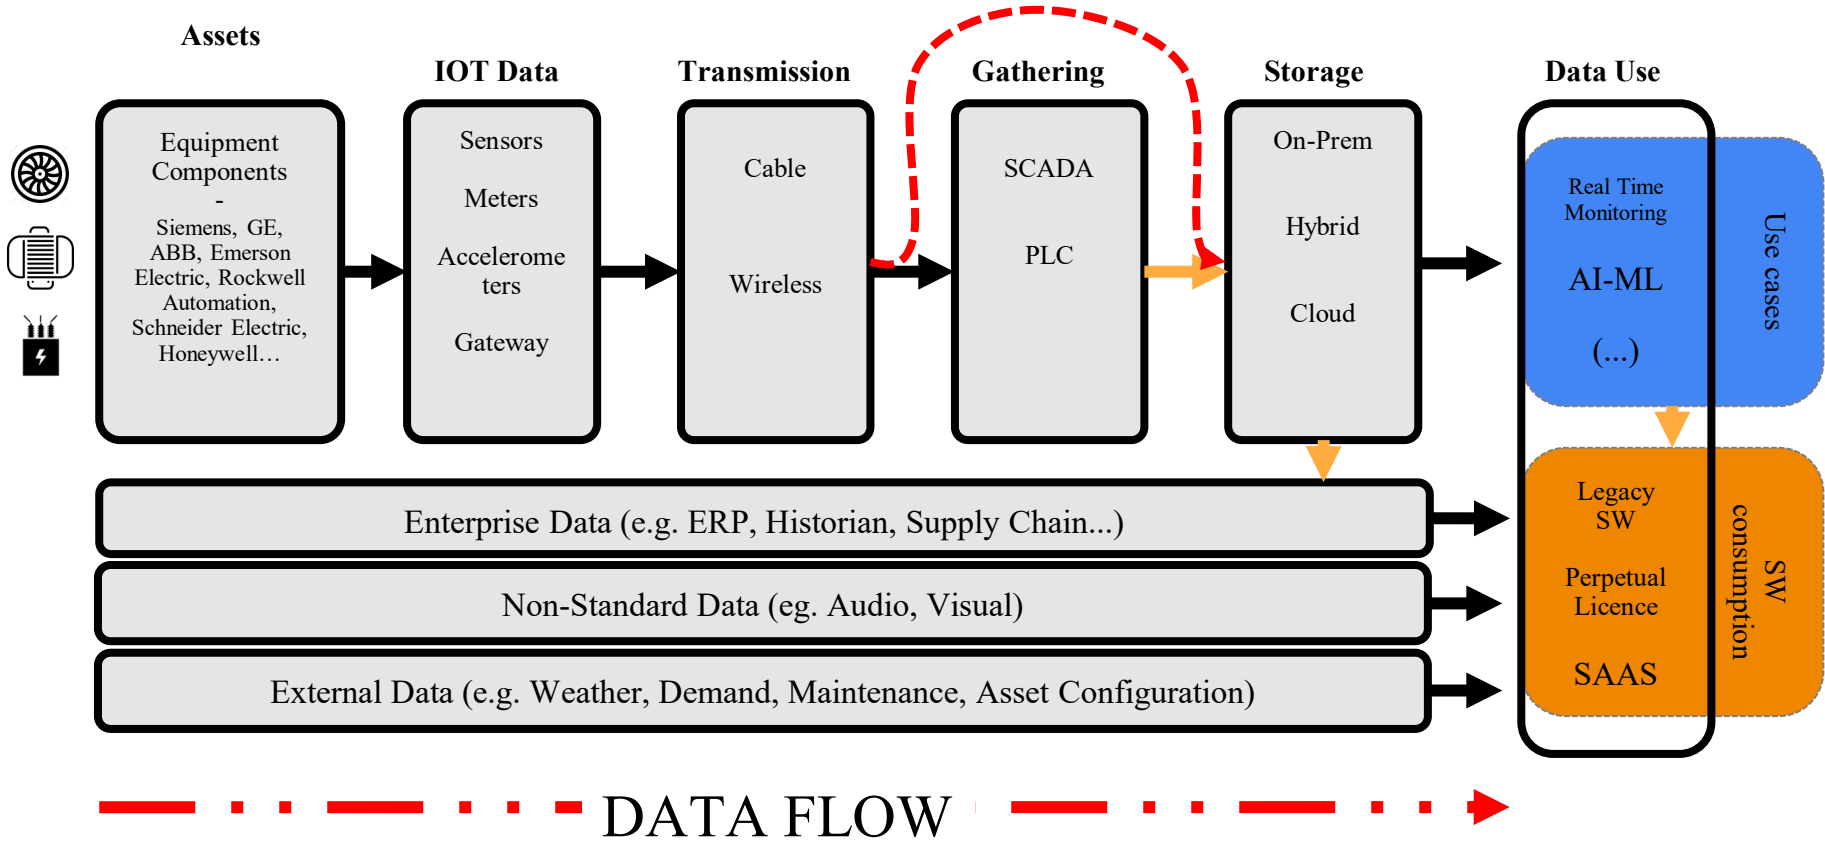 Assets
IOT Data
Transmission
Gathering
Storage
Data Use
Equipment
Components
-
Siemens, GE,
ABB, Emerson
Electric, Rockwell
Automation,
Schneider Electric,
Honeywell…
Sensors
Meters
Accelerome
ters
Gateway
Cable
Wireless
SCADA
PLC
On-Prem
Hybrid
Cloud
Real Time
Monitoring
AI-ML
(...)
Use cases
Legacy
SW
Perpetual
Licence
SAAS
SW
consumption
Enterprise Data (e.g. ERP, Historian, Supply Chain...)
Non-Standard Data (eg. Audio, Visual)
External Data (e.g. Weather, Demand, Maintenance, Asset Configuration)
DATA FLOW